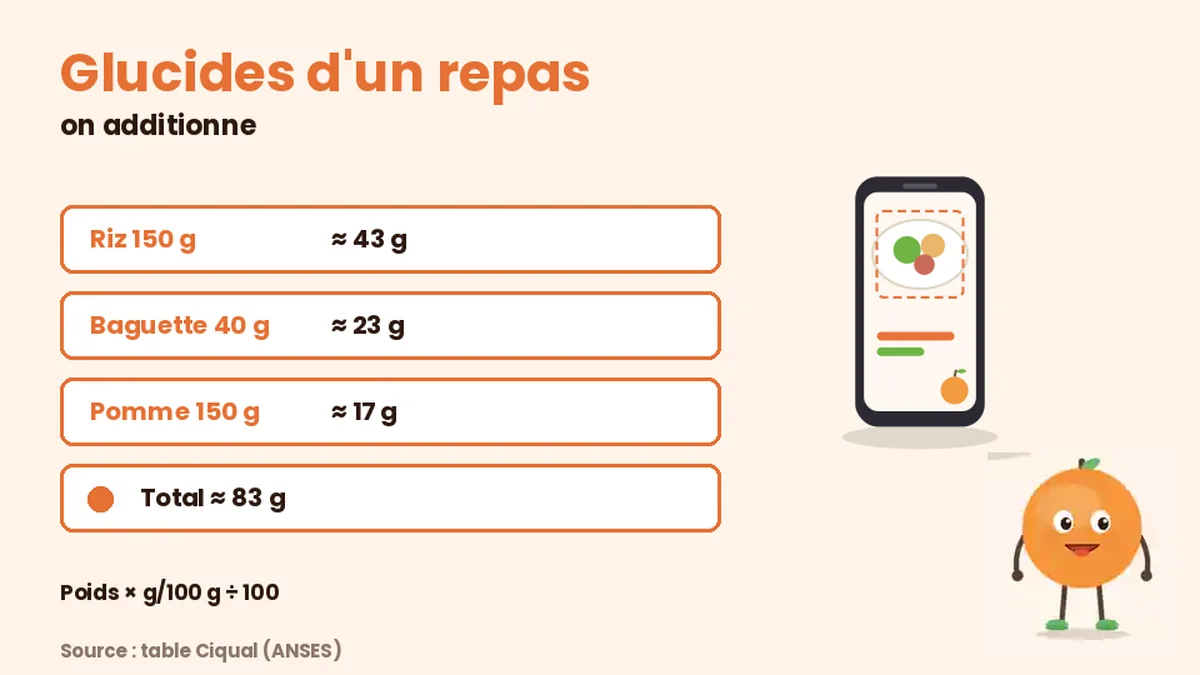 Glucides d'un repas
on additionne
Riz 150 g ≈ 43 g
Baguette 40 g ≈ 23 g
Pomme 150 g ≈ 17 g
Total ≈ 83 g
Poids × g/100 g ÷ 100
Source : table Ciqual (ANSES)